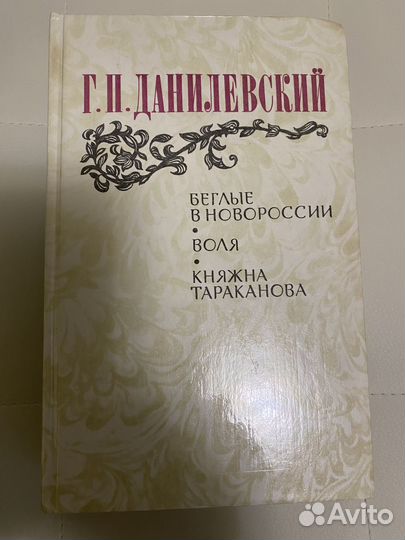 Г.П.ДАНИЛЕВСКИЙ
БЕГЛЫЕ
В НОВОРОССИИ
•
ВОЛЯ
•
КНЯЖНА
ТАРАКАНОВА
Avito